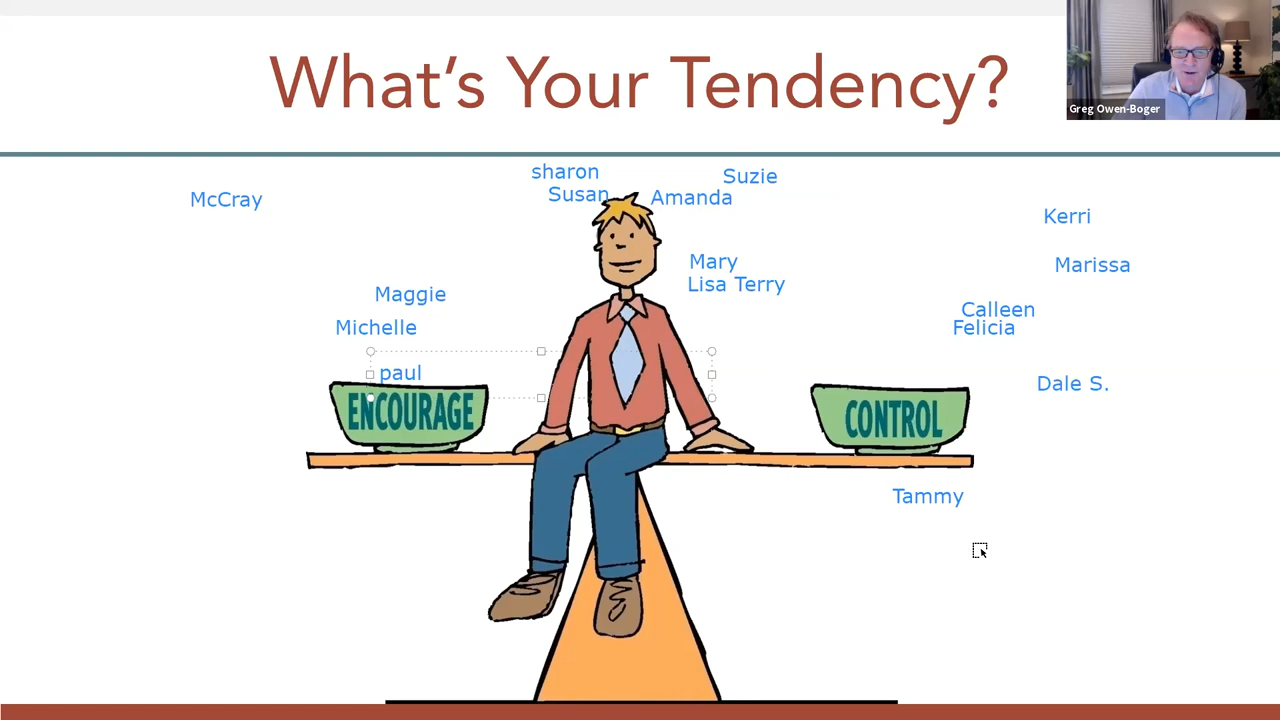 What's Your Tendency?
Greg Owen-Boger
sharon
Suzie
Susan
Amanda
McCray
Kerri
Mary
Marissa
Lisa Terry
Maggie
Calleen
Michelle
Felicia
paul
Dale S.
ENCOURAGE
CONTROL
Tammy